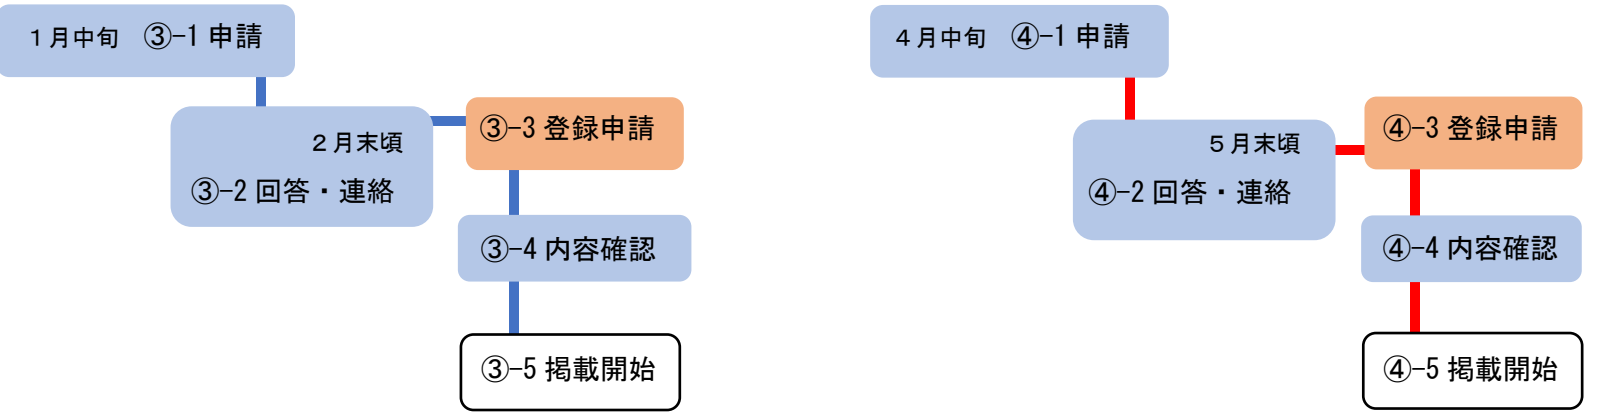 1月中旬　③-1 申請
2月末頃
③-2 回答・連絡
③-3 登録申請
③-4 内容確認
③-5 掲載開始
4月中旬　④-1 申請
5月末頃
④-2 回答・連絡
④-3 登録申請
④-4 内容確認
④-5 掲載開始